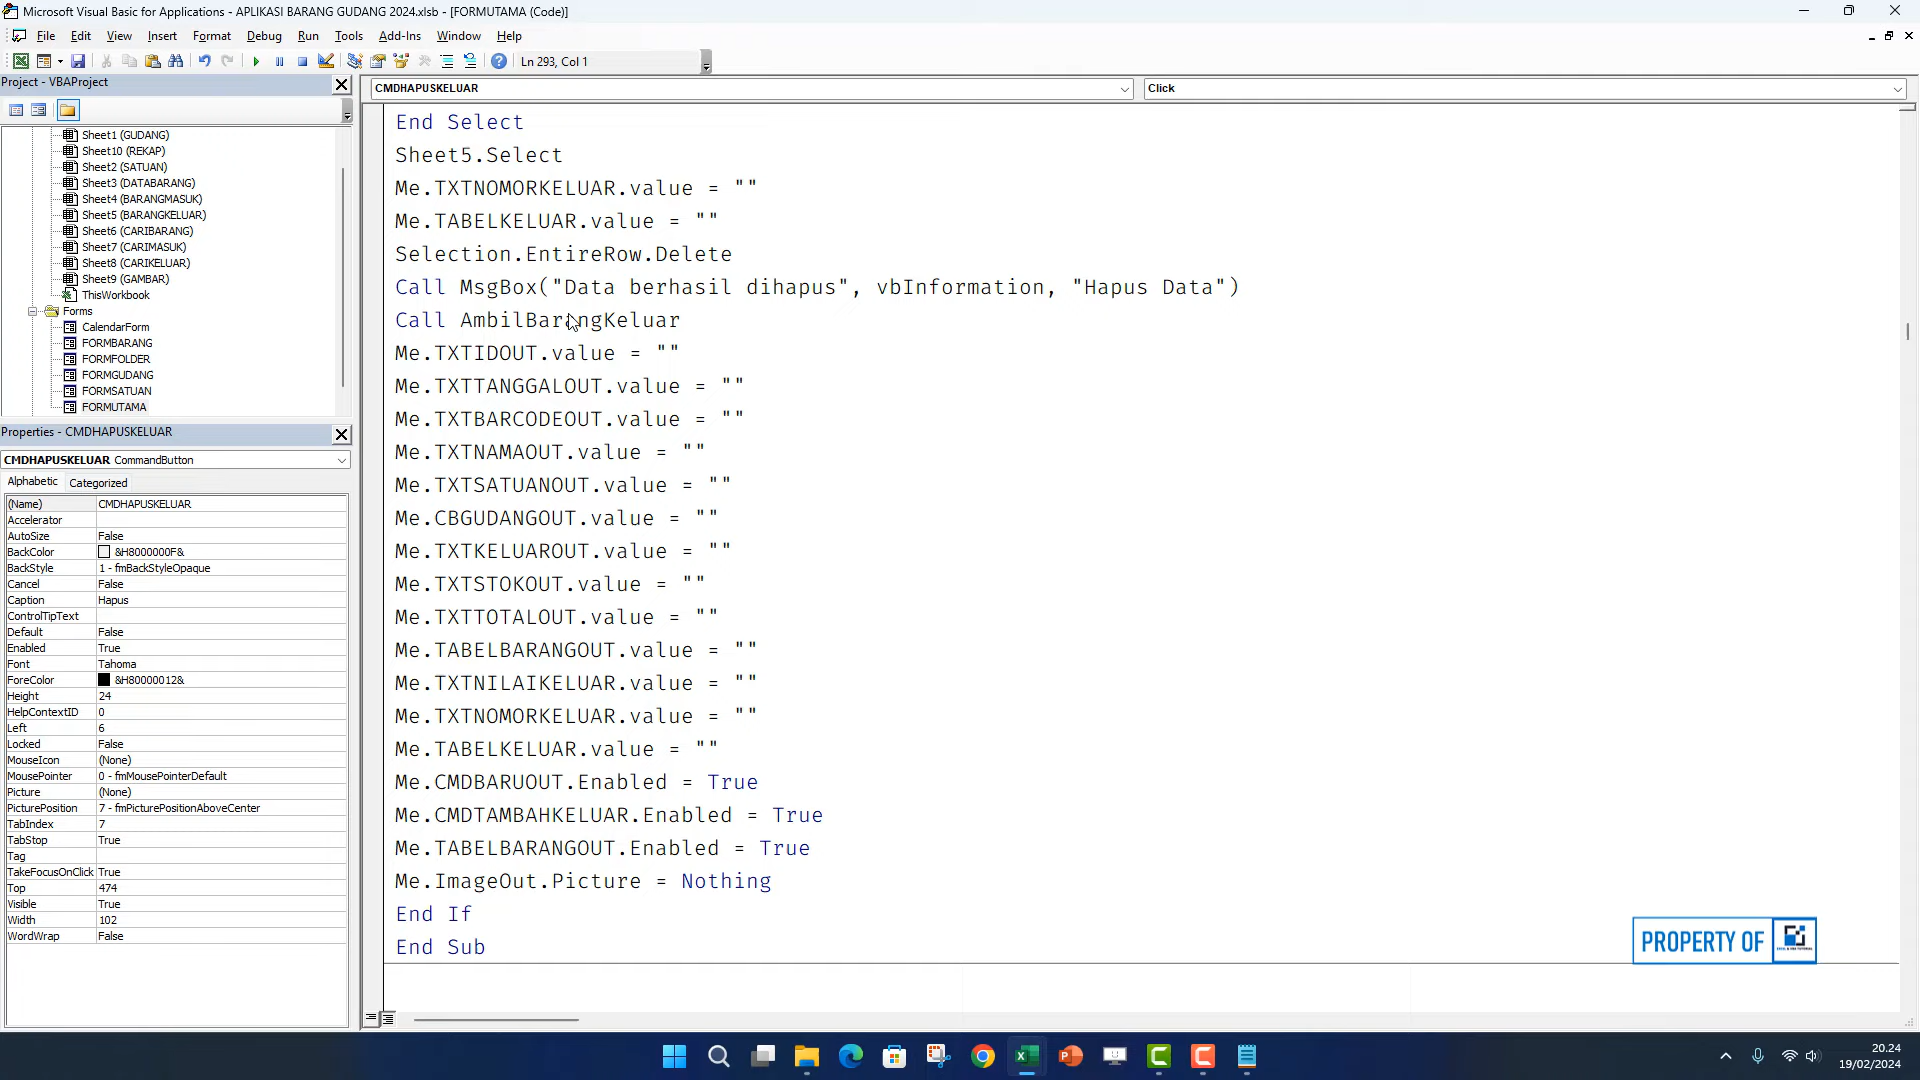 Microsoft Visual Basic for Applications - APLIKASI BARANG GUDANG 2024.xlsb - [FORMUTAMA (Code)]
File Edit View Insert Format Debug Run Tools Add-Ins Window Help
Ln 293, Col 1
Project - VBAProject
Sheet1 (GUDANG)
Sheet10 (REKAP)
Sheet2 (SATUAN)
Sheet3 (DATABARANG)
Sheet4 (BARANGMASUK)
Sheet5 (BARANGKELUAR)
Sheet6 (CARIBARANG)
Sheet7 (CARIMASUK)
Sheet8 (CARIKELUAR)
Sheet9 (GAMBAR)
ThisWorkbook
Forms
CalendarForm
FORMBARANG
FORMFOLDER
FORMGUDANG
FORMSATUAN
FORMUTAMA
Properties - CMDHAPUSKELUAR
CMDHAPUSKELUAR CommandButton
Alphabetic Categorized
(Name) CMDHAPUSKELUAR
Accelerator
AutoSize False
BackColor &H8000000F&
BackStyle 1 - fmBackStyleOpaque
Cancel False
Caption Hapus
ControlTipText
Default False
Enabled True
Font Tahoma
ForeColor &H80000012&
Height 24
HelpContextID 0
Left 6
Locked False
MouseIcon (None)
MousePointer 0 - fmMousePointerDefault
Picture (None)
PicturePosition 7 - fmPicturePositionAboveCenter
TabIndex 7
TabStop True
Tag
TakeFocusOnClick True
Top 474
Visible True
Width 102
WordWrap False
CMDHAPUSKELUAR
Click
End Select
Sheet5.Select
Me.TXTNOMORKELUAR.value = ""
Me.TABELKELUAR.value = ""
Selection.EntireRow.Delete
Call MsgBox("Data berhasil dihapus", vbInformation, "Hapus Data")
Call AmbilBarangKeluar
Me.TXTIDOUT.value = ""
Me.TXTTANGGALOUT.value = ""
Me.TXTBARCODEOUT.value = ""
Me.TXTNAMAOUT.value = ""
Me.TXTSATUANOUT.value = ""
Me.CBGUDANGOUT.value = ""
Me.TXTKELUAROUT.value = ""
Me.TXTSTOKOUT.value = ""
Me.TXTTOTALOUT.value = ""
Me.TABELBARANGOUT.value = ""
Me.TXTNILAIKELUAR.value = ""
Me.TXTNOMORKELUAR.value = ""
Me.TABELKELUAR.value = ""
Me.CMDBARUOUT.Enabled = True
Me.CMDTAMBAHKELUAR.Enabled = True
Me.TABELBARANGOUT.Enabled = True
Me.ImageOut.Picture = Nothing
End If
End Sub
PROPERTY OF
20.24
19/02/2024